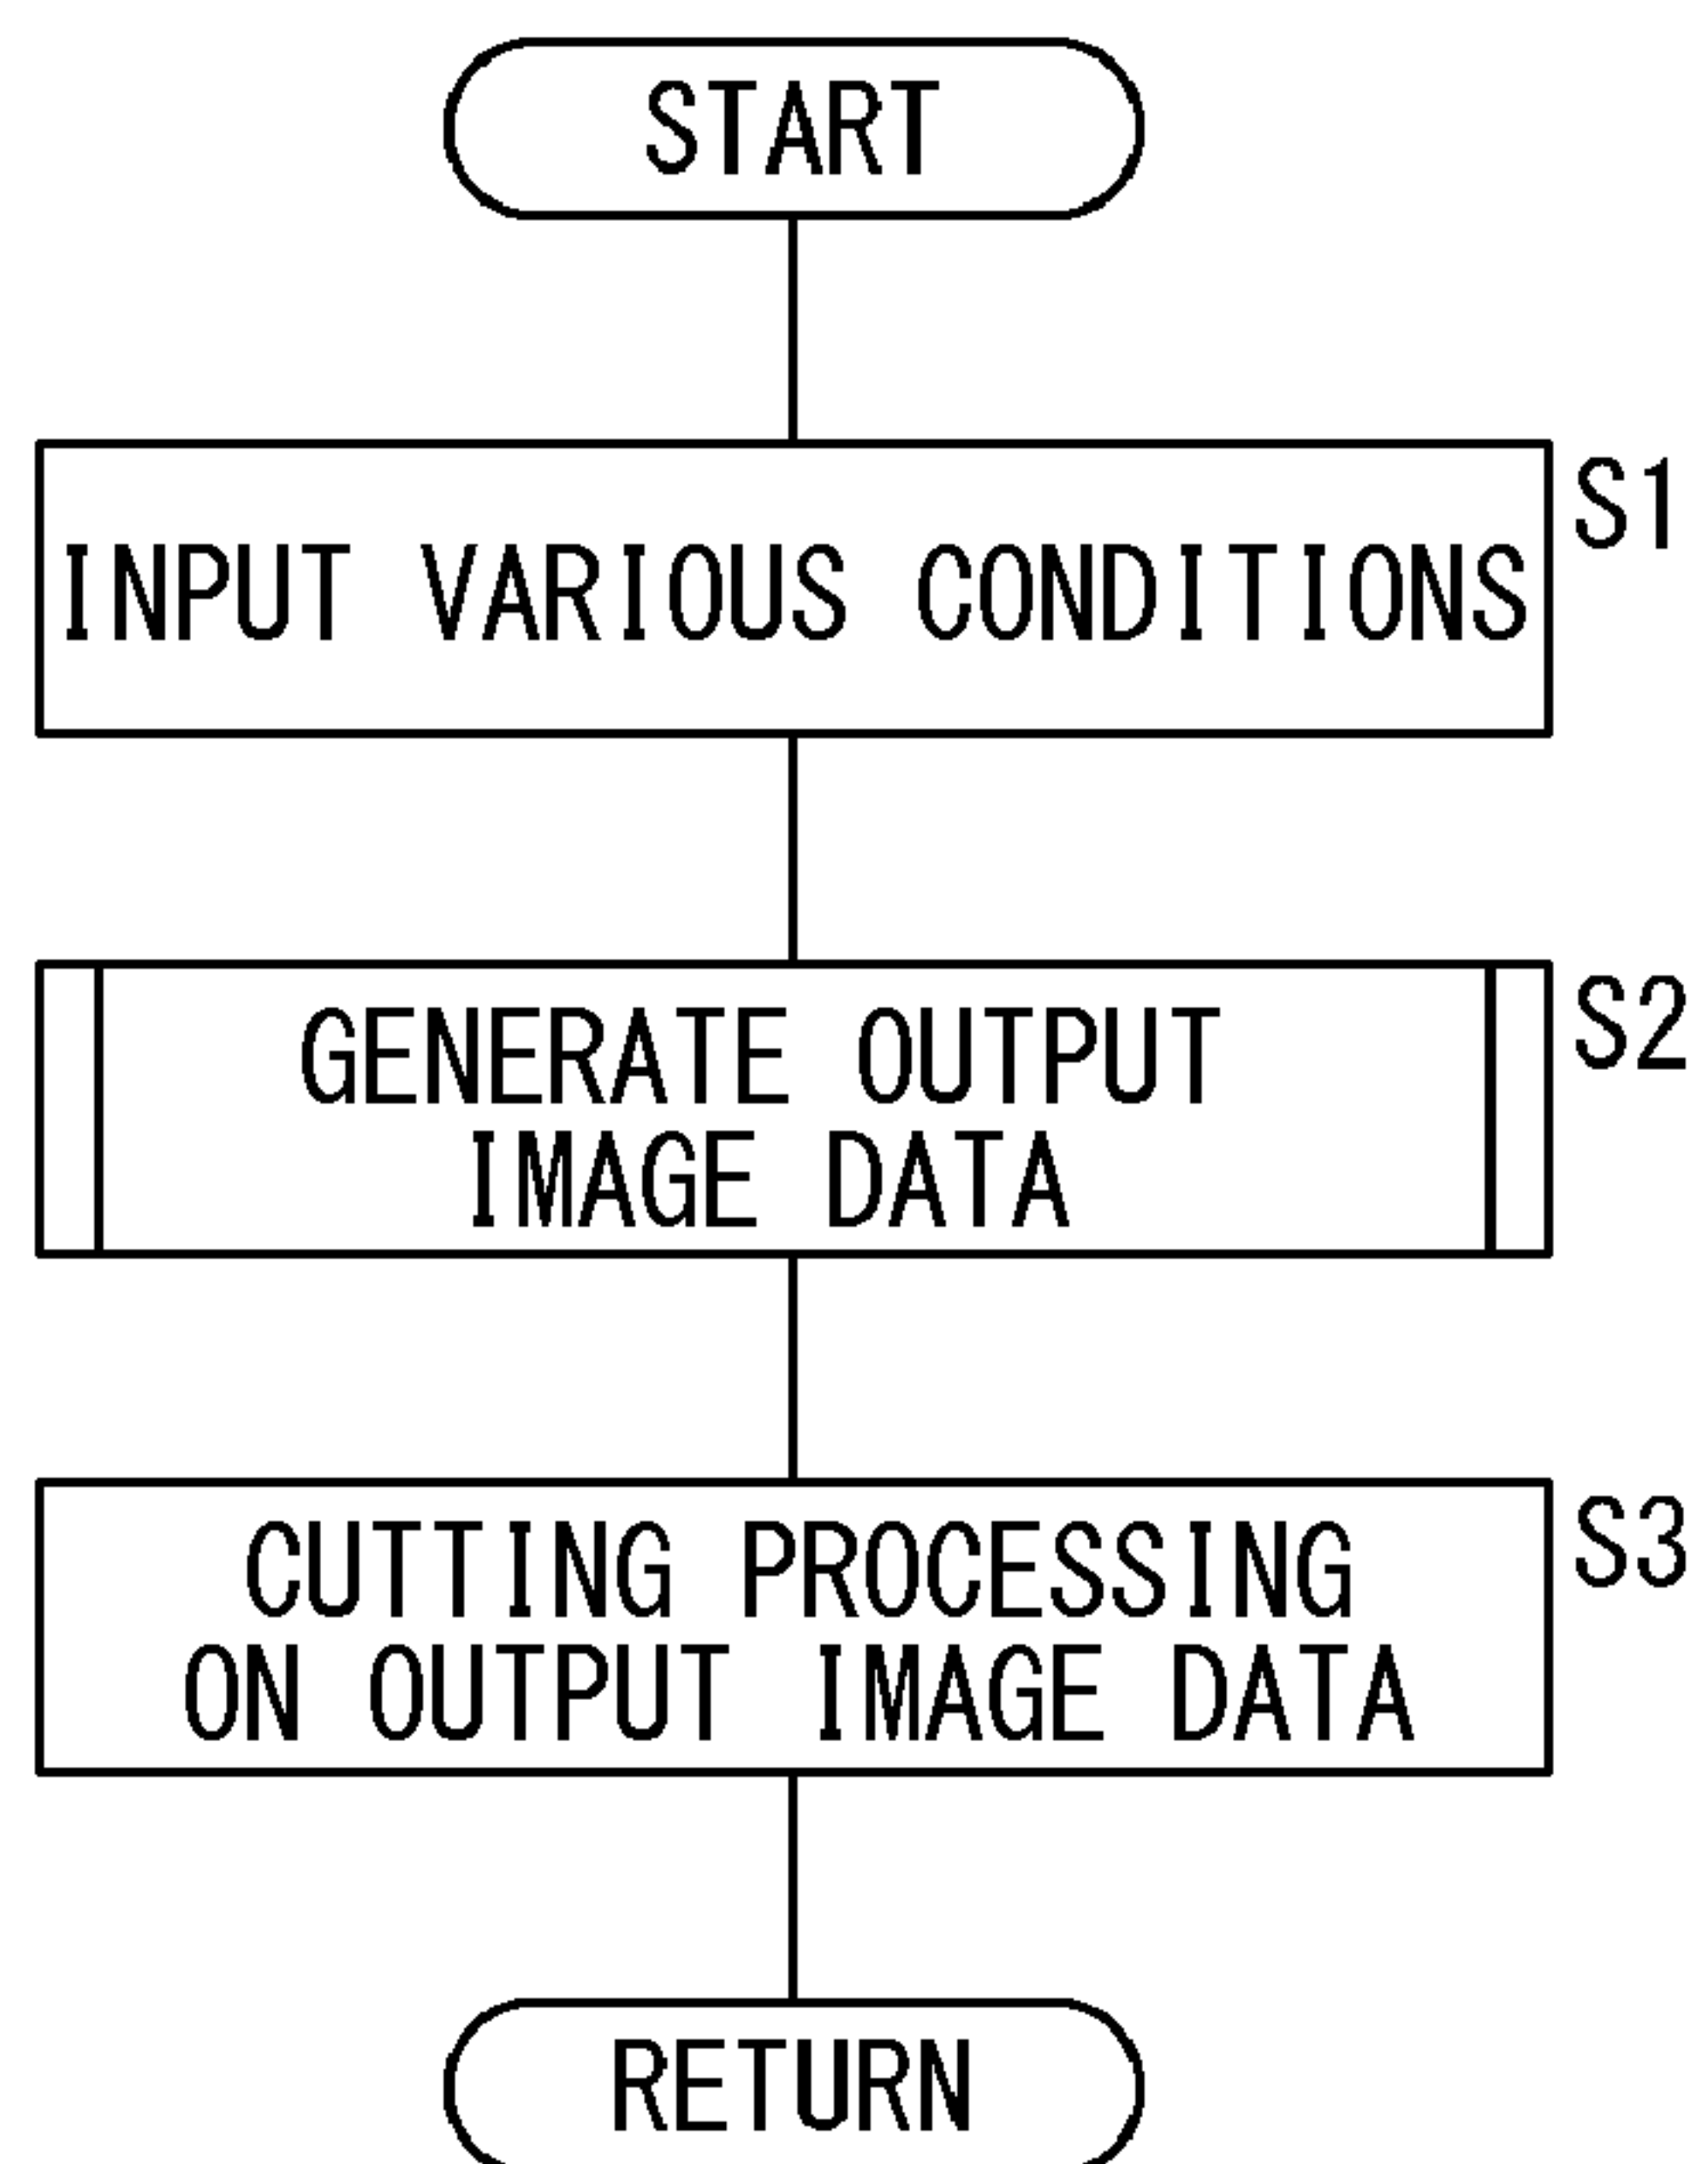 START
INPUT VARIOUS CONDITIONS
S1
GENERATE OUTPUT
IMAGE DATA
S2
CUTTING PROCESSING
ON OUTPUT IMAGE DATA
S3
RETURN